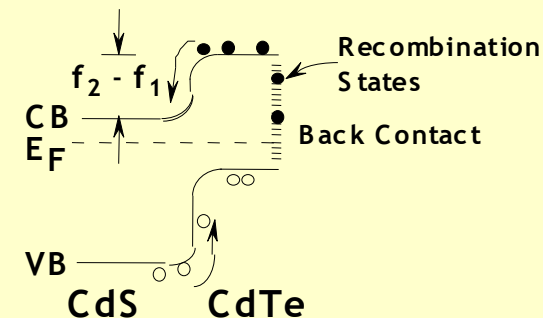 Recombination
States
f2 - f1
CB
Back Contact
EF
VB
CdS
CdTe